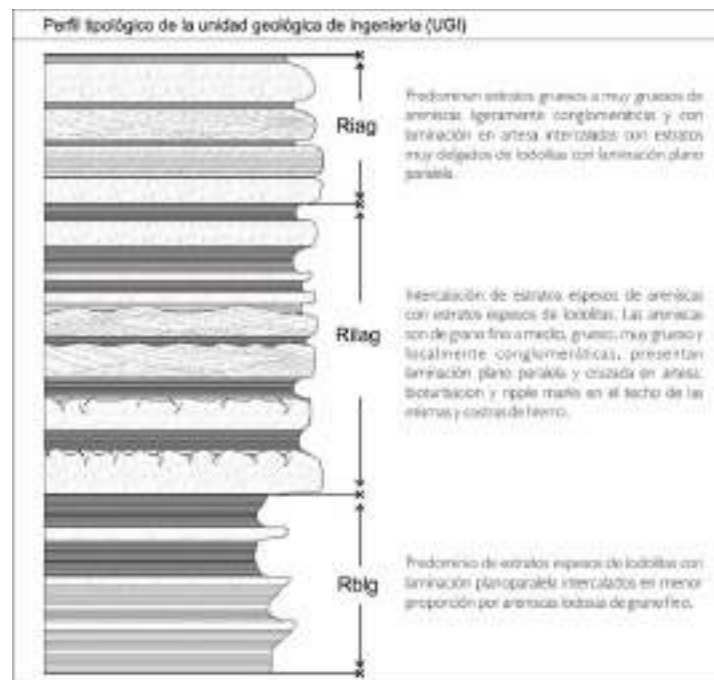 Perfil tipológico de la unidad geológica de ingeniería (UGI)
Riag
Predominan estratos gruesos a muy gruesos de
areniscas ligeramente conglomeráticas y con
laminación en artesa intercalados con estratos
muy delgados de lodolitas con laminación plano
paralela.
Rilag
Intercalación de estratos espesos de areniscas
con estratos espesos de lodolitas. Las areniscas
son de grano fino a medio, grueso, muy grueso y
localmente conglomeráticas, presentan
laminación plano paralela y cruzada en artesa,
bioturbacion y ripple marks en el techo de las
mismas y costras de hierro.
Rblg
Predominio de estratos espesos de lodolitas con
laminación planoparalela intercalados en menor
proporción por areniscas lodosas de grano fino.